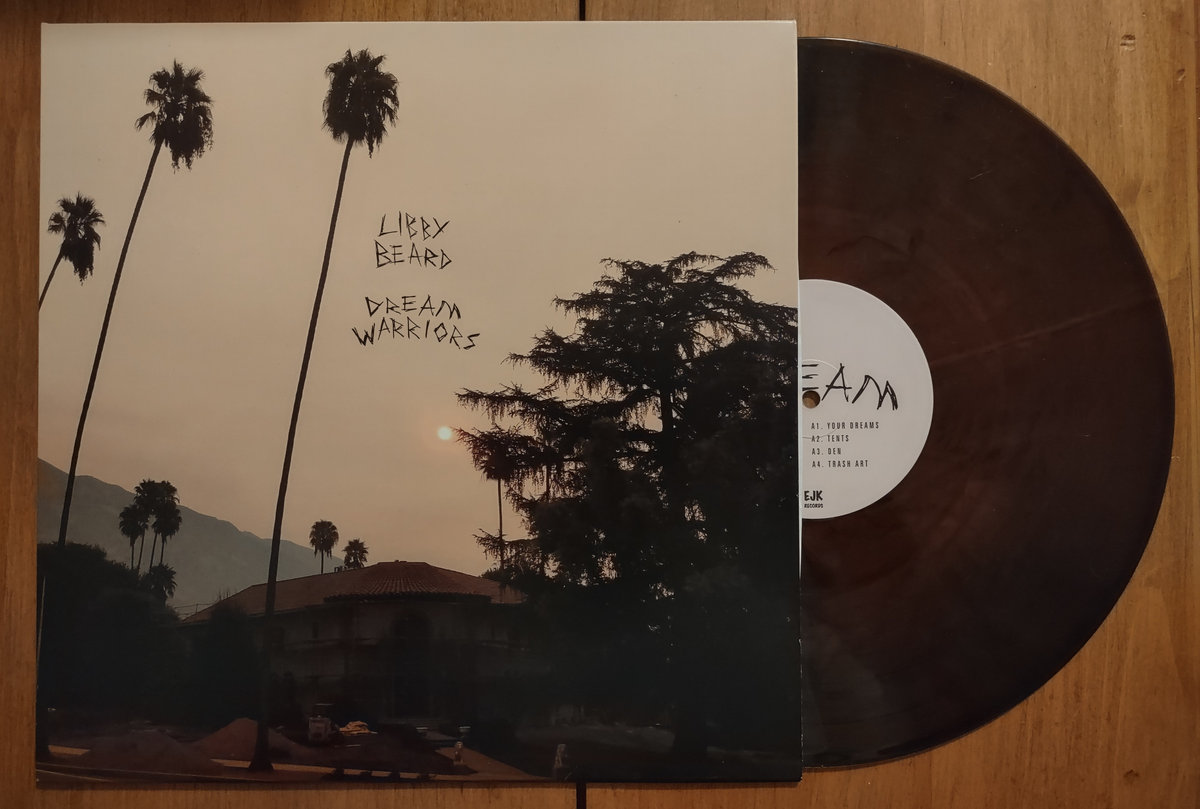 LIBBY
BEARD
DREAM
WARRIORS
EAM
A1. YOUR DREAMS
A2. TENTS
A3. DEN
A4. TRASH ART
EJK
RECORDS